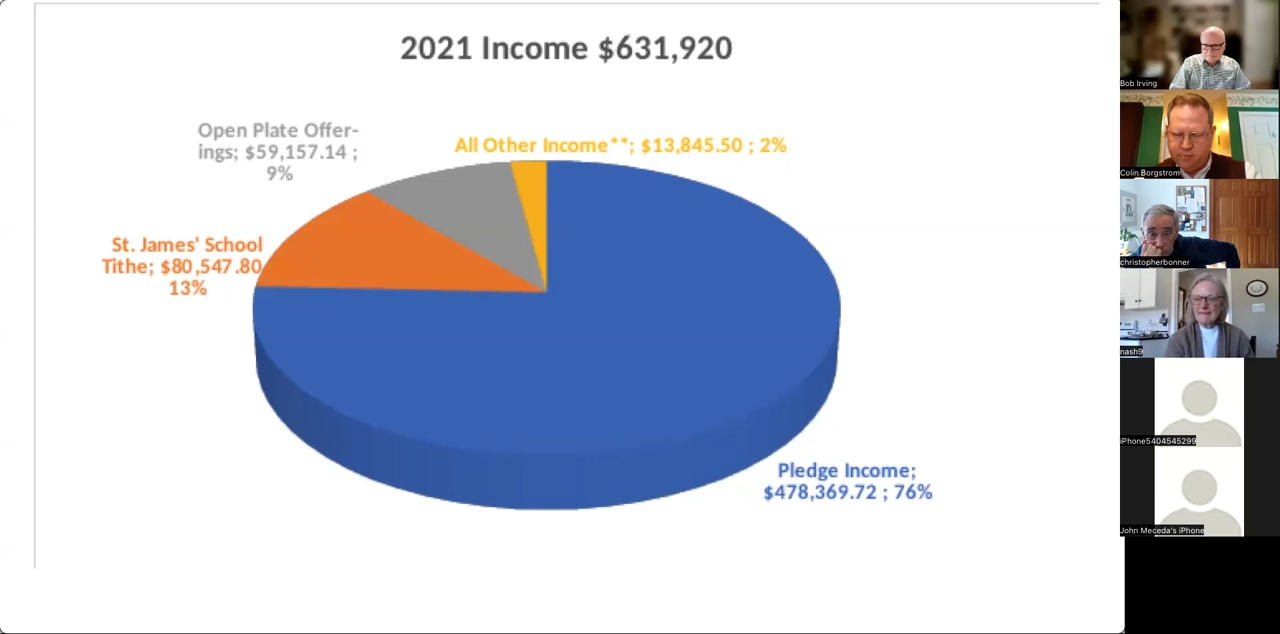 2021 Income $631,920
Open Plate Offer-
ings; $59,157.14 ;
9%
All Other Income**; $13,845.50 ; 2%
St. James' School
Tithe; $80,547.80
13%
Pledge Income;
$478,369.72 ; 76%
Bob Irving
Colin Borgstrom
christopherbonner
nash9
iPhone5404545299
John Meceda's iPhone